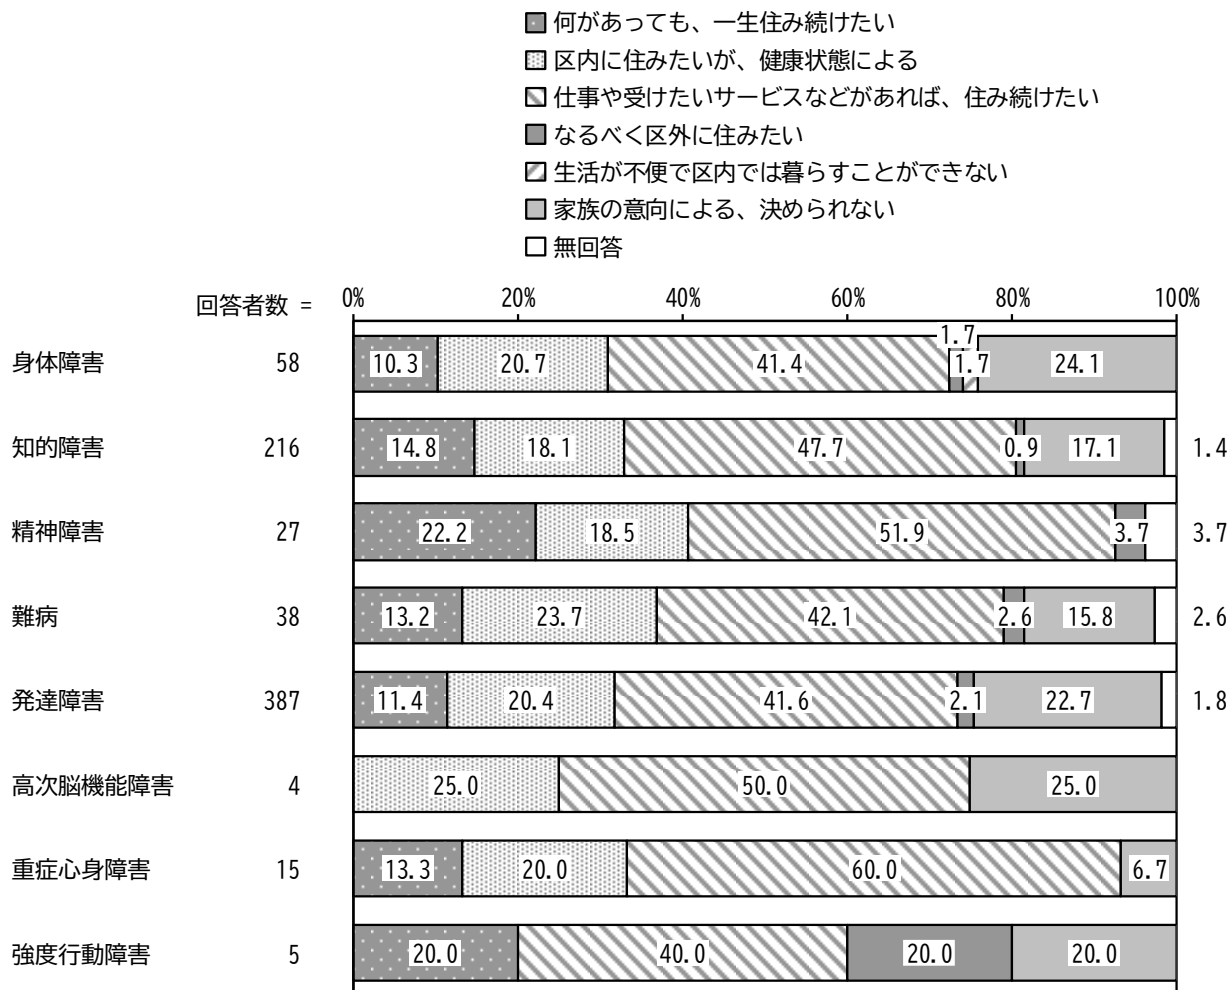 何があっても、一生住み続けたい
区内に住みたいが、健康状態による
仕事や受けたいサービスなどがあれば、住み続けたい
なるべく区外に住みたい
生活が不便で区内では暮らすことができない
家族の意向による、決められない
無回答
回答者数 = 0% 20% 40% 60% 80% 100%
身体障害 58 10.3 20.7 41.4 1.7 1.7 24.1
知的障害 216 14.8 18.1 47.7 0.9 17.1 1.4
精神障害 27 22.2 18.5 51.9 3.7 3.7
難病 38 13.2 23.7 42.1 2.6 15.8 2.6
発達障害 387 11.4 20.4 41.6 2.1 22.7 1.8
高次脳機能障害 4 25.0 50.0 25.0
重症心身障害 15 13.3 20.0 60.0 6.7
強度行動障害 5 20.0 40.0 20.0 20.0